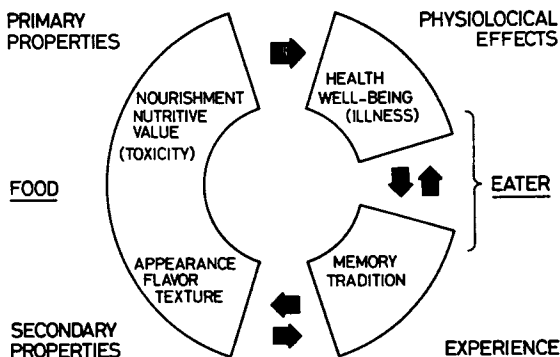 PRIMARY
PROPERTIES
PHYSIOLOCICAL
EFFECTS
NOURISHMENT
NUTRITIVE
VALUE
(TOXICITY)
HEALTH
WELL-BEING
(ILLNESS)
FOOD
EATER
APPEARANCE
FLAVOR
TEXTURE
MEMORY
TRADITION
SECONDARY
PROPERTIES
EXPERIENCE